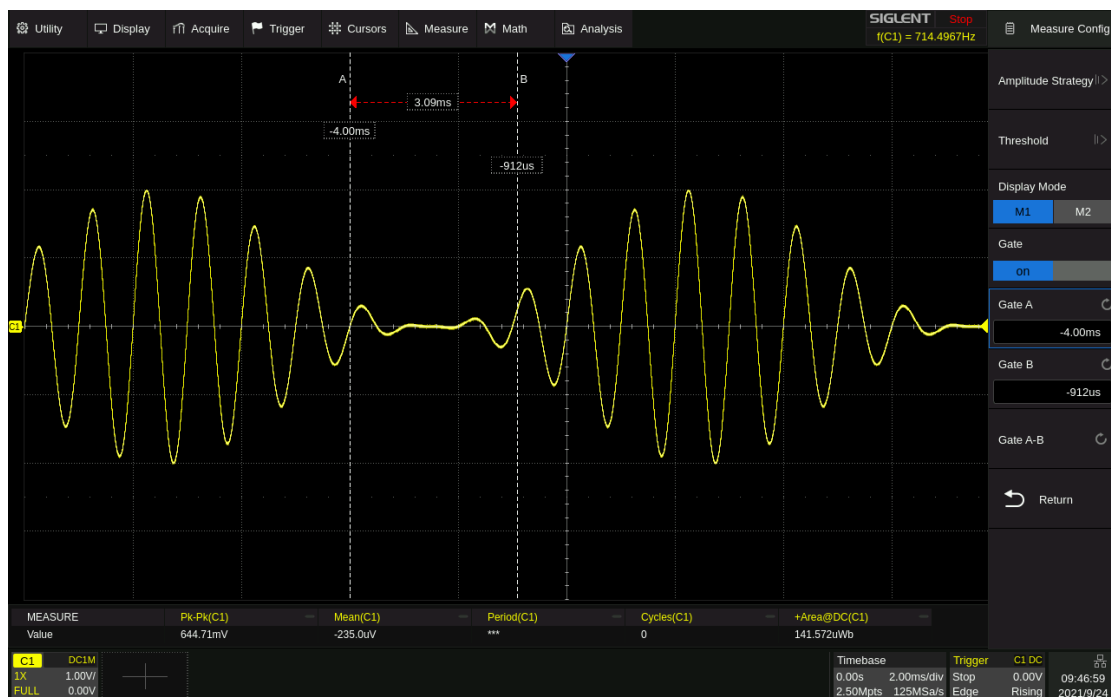 Utility Display Acquire Trigger Cursors Measure Math Analysis
SIGLENT Stop
f(C1) = 714.4967Hz
Measure Config
A B
3.09ms
-4.00ms
-912us
C1
Amplitude Strategy
Threshold
Display Mode
M1 M2
Gate
on
Gate A
-4.00ms
Gate B
-912us
Gate A-B
Return
MEASURE Pk-Pk(C1) Mean(C1) Period(C1) Cycles(C1) +Area@DC(C1)
Value 644.71mV -235.0uV *** 0 141.572uWb
C1 DC1M
1X 1.00V/
FULL 0.00V
Timebase
0.00s 2.00ms/div
2.50Mpts 125MSa/s
Trigger C1 DC
Stop 0.00V
Edge Rising
09:46:59
2021/9/24